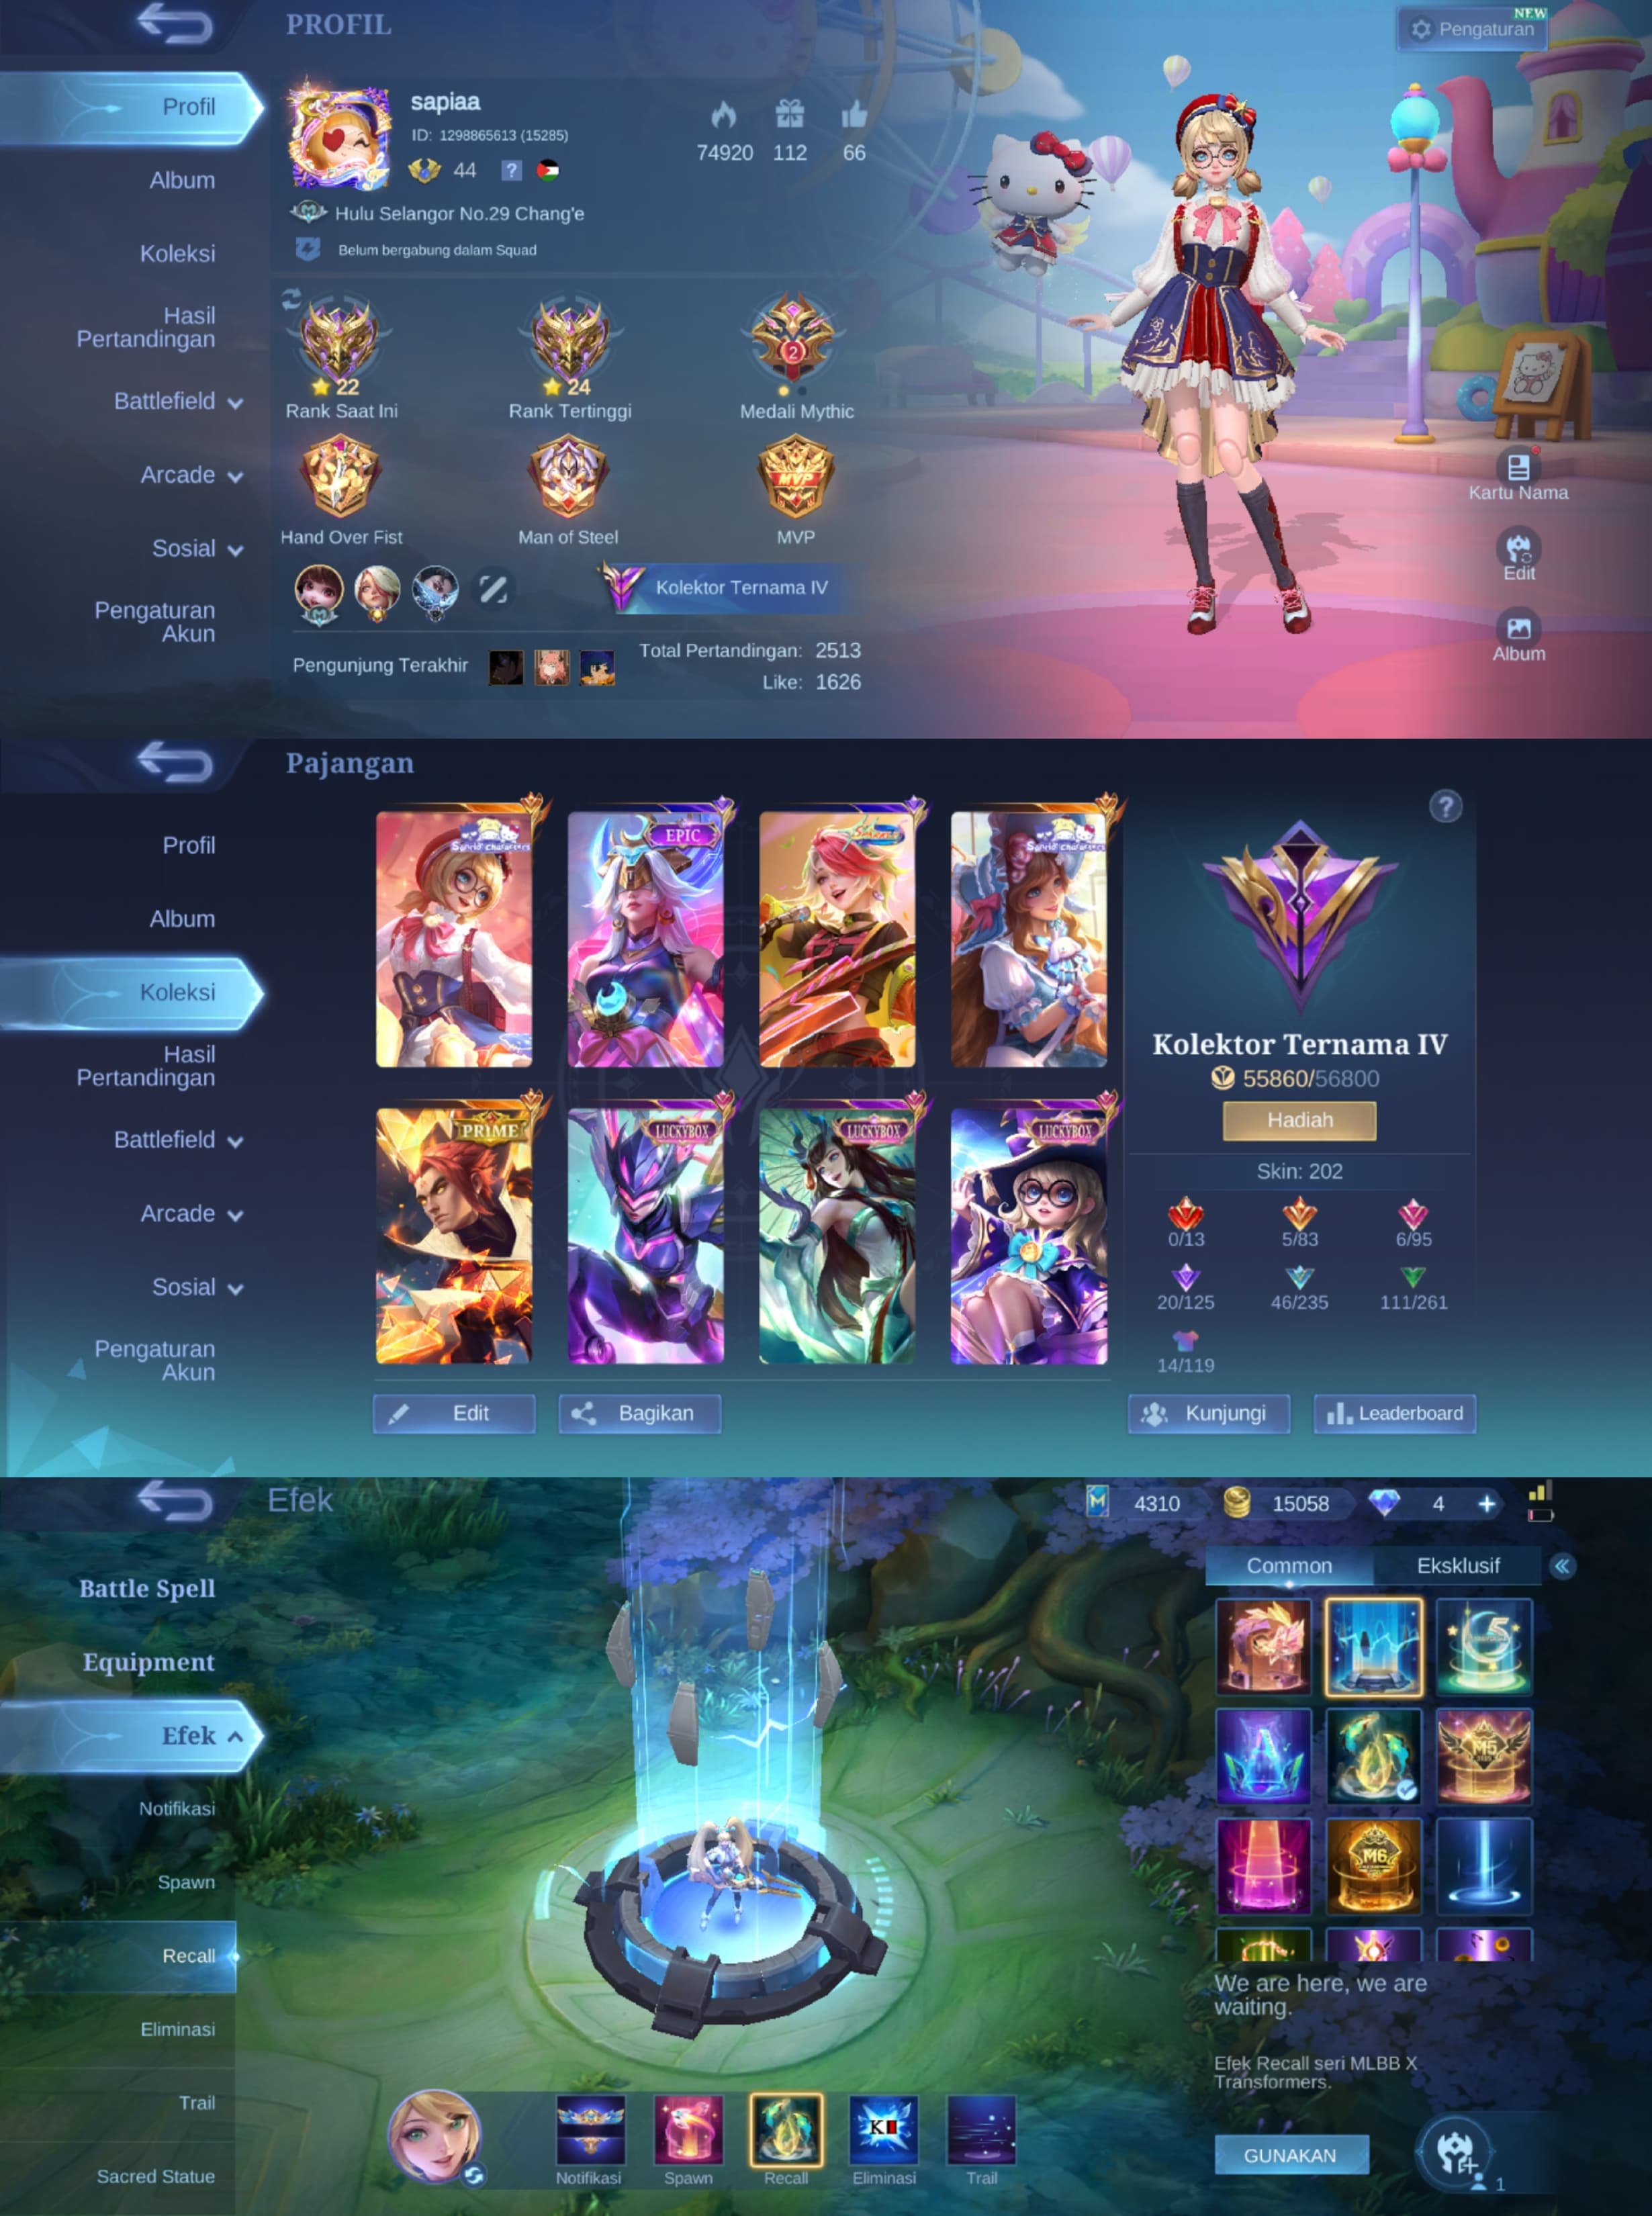 PROFIL
NEW
Pengaturan
Profil
Album
Koleksi
Hasil
Pertandingan
Battlefield
Arcade
Sosial
Pengaturan
Akun
sapiaa
ID: 1298865613 (15285)
44
?
74920
112
66
Hulu Selangor No.29 Chang'e
Belum bergabung dalam Squad
22
24
2
Rank Saat Ini
Rank Tertinggi
Medali Mythic
MVP
Hand Over Fist
Man of Steel
MVP
Kolektor Ternama IV
Pengunjung Terakhir
Total Pertandingan: 2513
Like: 1626
Kartu Nama
Edit
Album
Pajangan
Profil
Album
Koleksi
Hasil
Pertandingan
Battlefield
Arcade
Sosial
Pengaturan
Akun
Sanrio characters
EPIC
Sanrio characters
PRIME
LUCKYBOX
LUCKYBOX
LUCKYBOX
Edit
Bagikan
?
Kolektor Ternama IV
55860/56800
Hadiah
Skin: 202
0/13
5/83
6/95
20/125
46/235
111/261
14/119
Kunjungi
Leaderboard
Efek
4310
15058
4
Battle Spell
Equipment
Efek
Notifikasi
Spawn
Recall
Eliminasi
Trail
Sacred Statue
Common
Eksklusif
5
M5
M6
We are here, we are
waiting.
Efek Recall seri MLBB X
Transformers.
GUNAKAN
1
Notifikasi
Spawn
Recall
Eliminasi
Trail